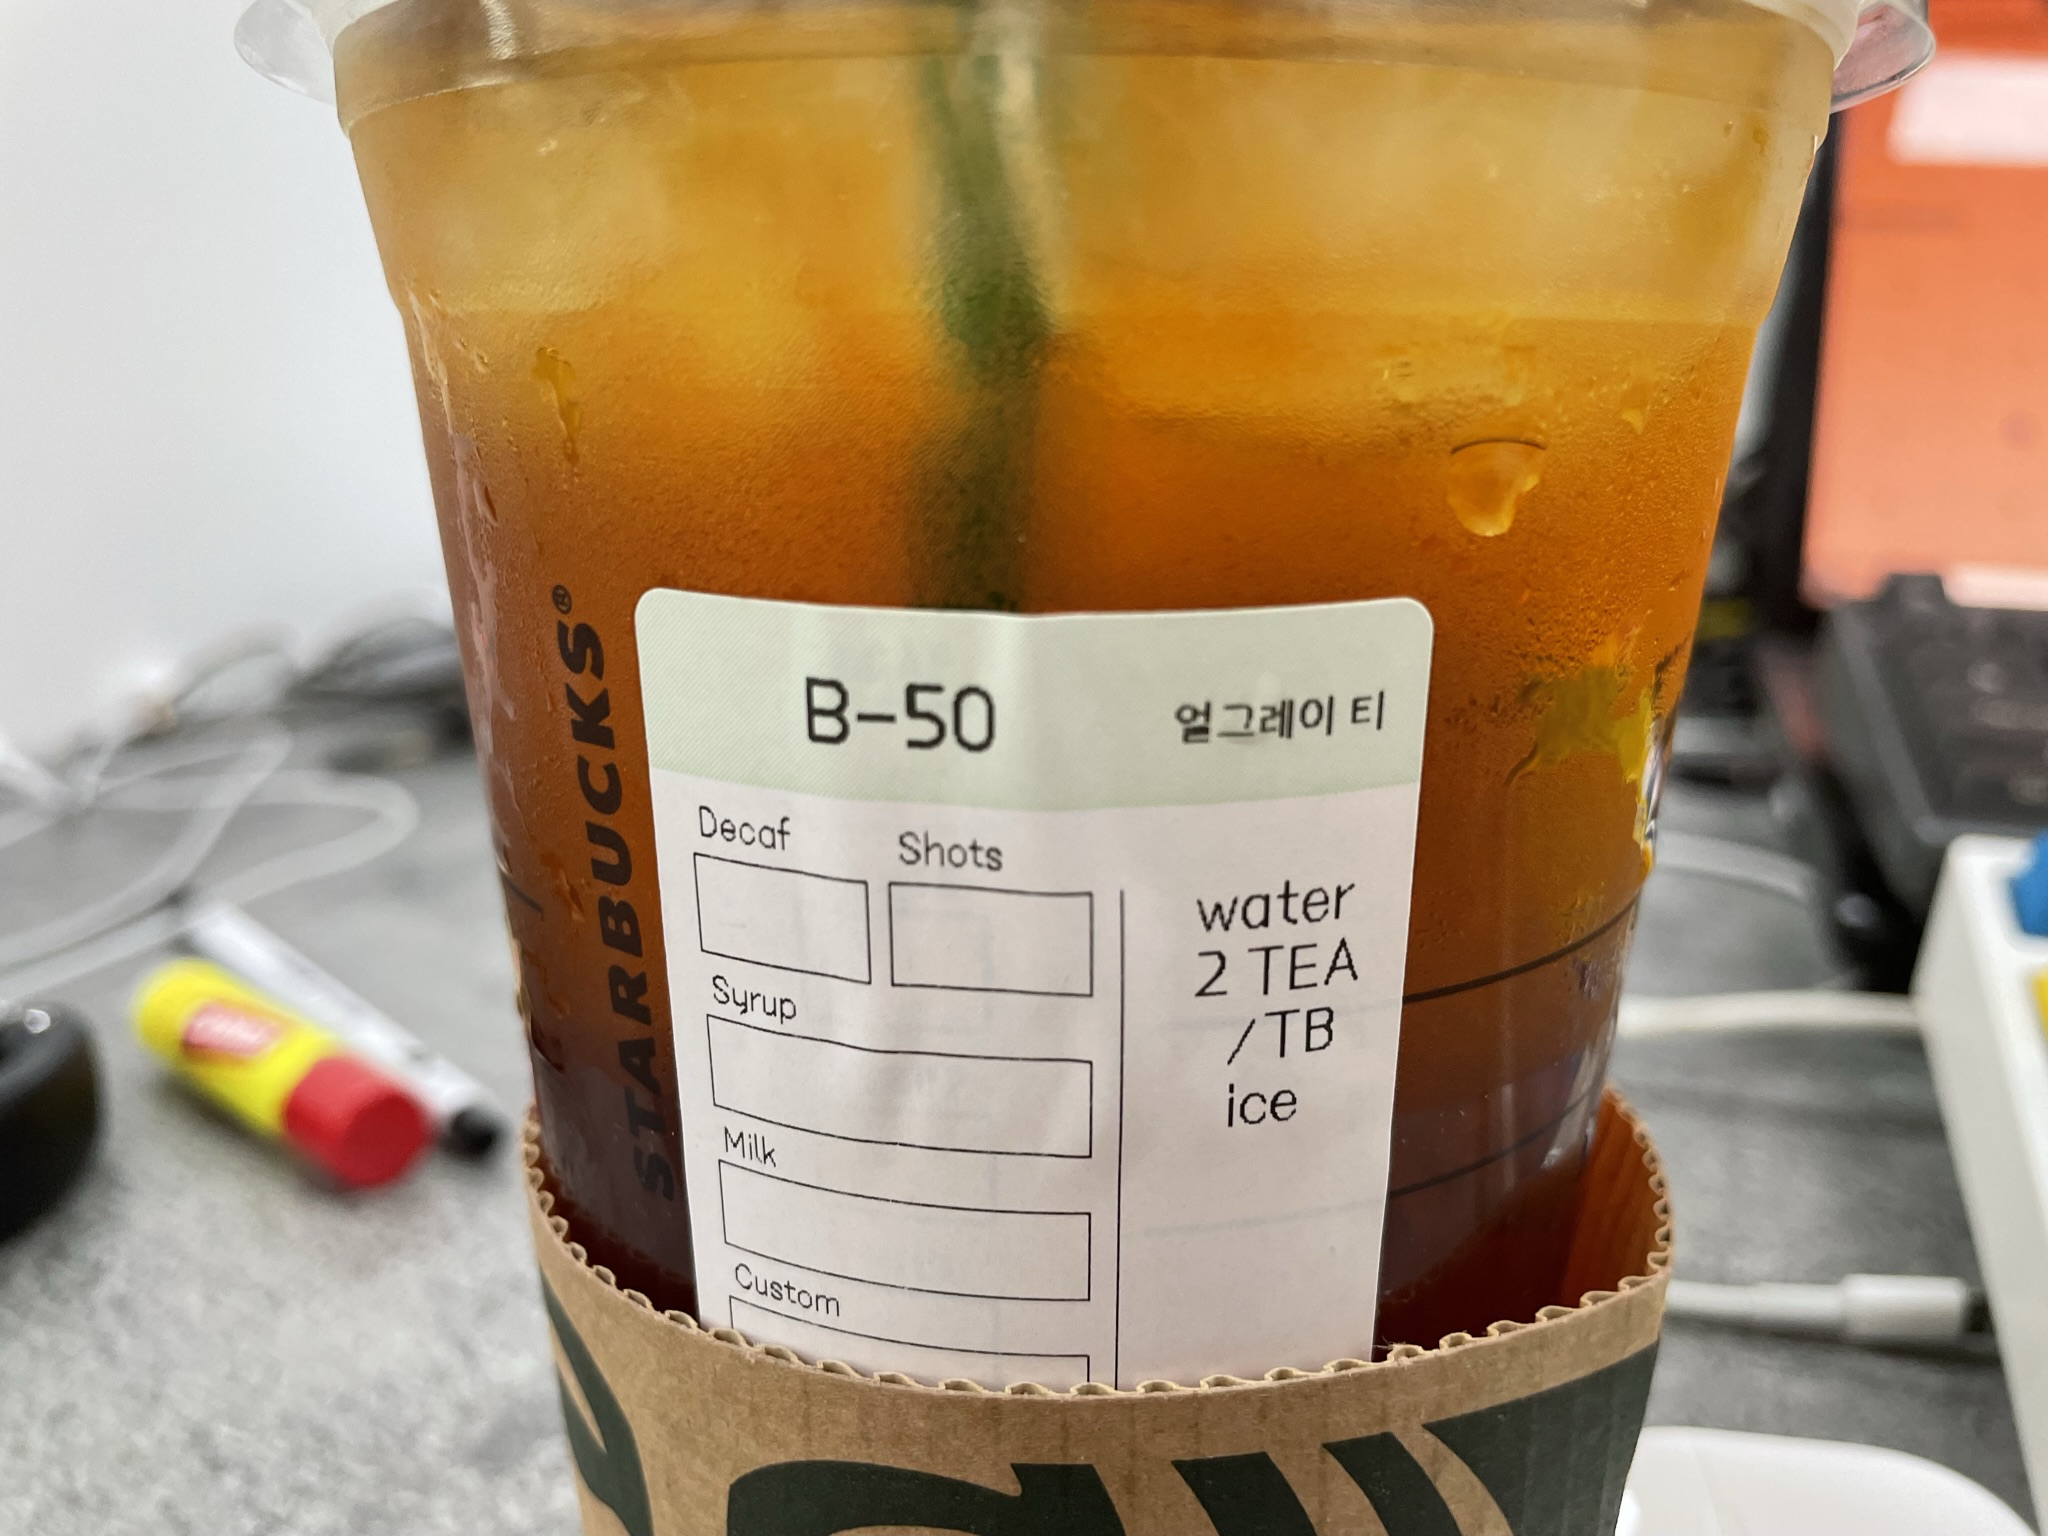 STARBUCKS®
B-50
얼그레이 티
Decaf
Shots
Syrup
Milk
Custom
water
2 TEA
/TB
ice